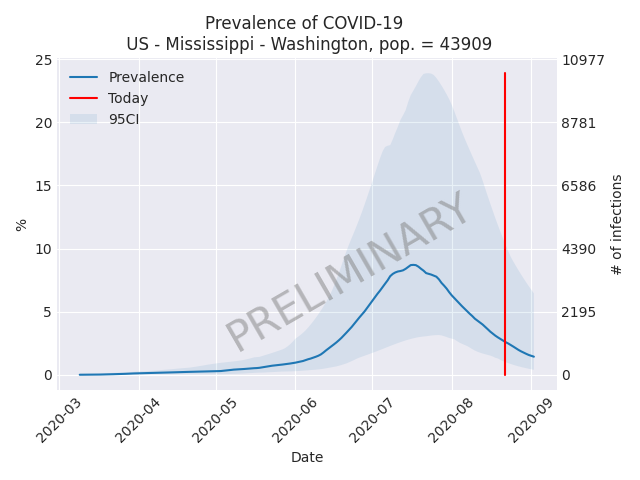 Prevalence of COVID-19
US - Mississippi - Washington, pop. = 43909
25
20
15
10
5
0
%
10977
8781
6586
4390
2195
0
# of infections
Prevalence
Today
95CI
PRELIMINARY
2020-03
2020-04
2020-05
2020-06
2020-07
2020-08
2020-09
Date